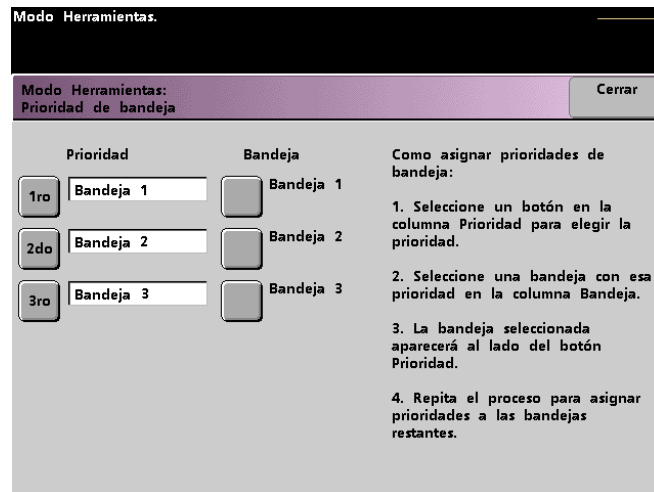 Modo Herramientas.
Modo Herramientas:
Prioridad de bandeja
Cerrar
Prioridad
Bandeja
1ro
Bandeja 1
Bandeja 1
2do
Bandeja 2
Bandeja 2
3ro
Bandeja 3
Bandeja 3
Como asignar prioridades de
bandeja:
1. Seleccione un botón en la
columna Prioridad para elegir la
prioridad.
2. Seleccione una bandeja con esa
prioridad en la columna Bandeja.
3. La bandeja seleccionada
aparecerá al lado del botón
Prioridad.
4. Repita el proceso para asignar
prioridades a las bandejas
restantes.